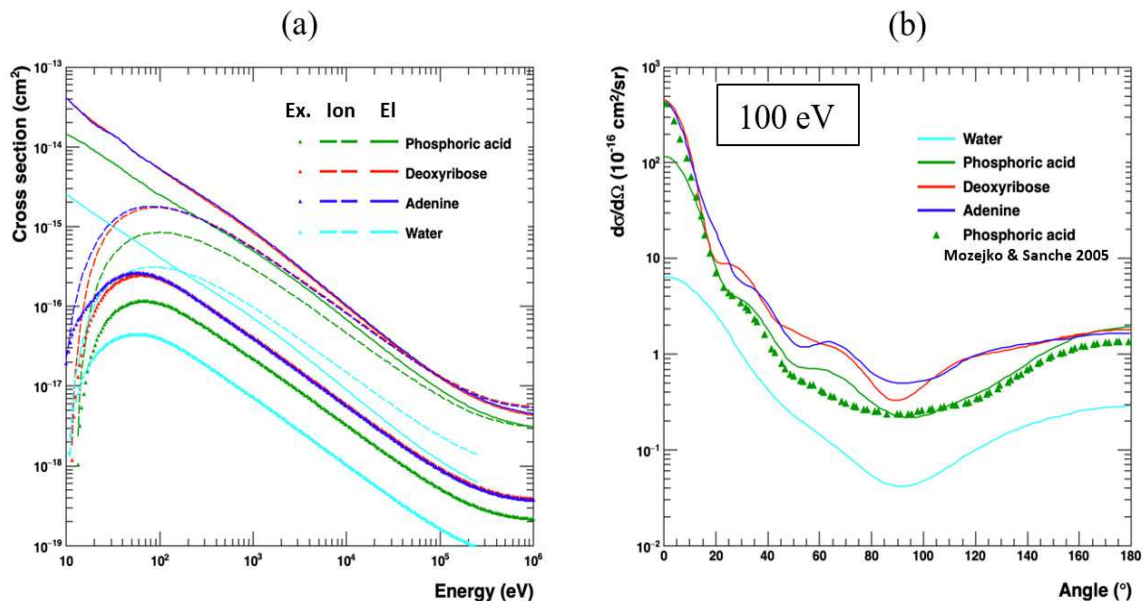 (a)
Cross section (cm²)
10⁻¹³
10⁻¹⁴
10⁻¹⁵
10⁻¹⁶
10⁻¹⁷
10⁻¹⁸
10⁻¹⁹
Ex. Ion El
Phosphoric acid
Deoxyribose
Adenine
Water
10 10² 10³ 10⁴ 10⁵ 10⁶
Energy (eV)
(b)
dσ/dΩ (10⁻¹⁶ cm²/sr)
10³
10²
10
1
10⁻¹
10⁻²
100 eV
Water
Phosphoric acid
Deoxyribose
Adenine
Phosphoric acid
Mozejko & Sanche 2005
0 20 40 60 80 100 120 140 160 180
Angle (°)